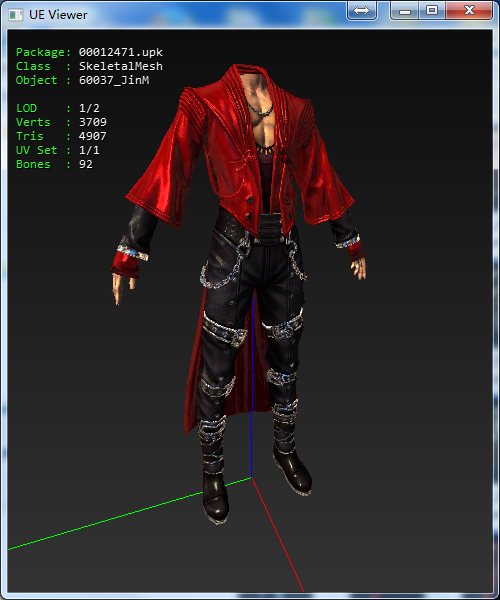 UE Viewer
Package: 00012471.upk
Class : SkeletalMesh
Object : 60037_JinM
LOD : 1/2
Verts : 3709
Tris : 4907
UV Set : 1/1
Bones : 92